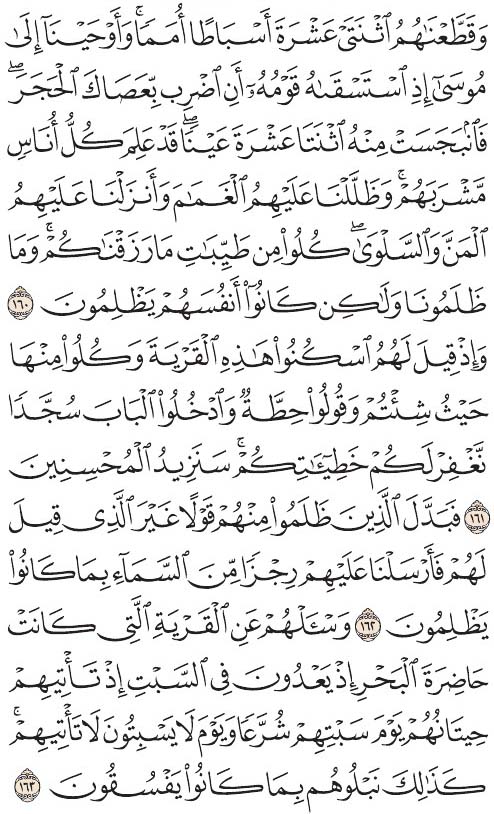 وَقَطَّعْنَٰهُمُ ٱثْنَتَىْ عَشْرَةَ أَسْبَاطًا أُمَمًا ۚ وَأَوْحَيْنَآ إِلَىٰ
مُوسَىٰٓ إِذِ ٱسْتَسْقَىٰهُ قَوْمُهُۥٓ أَنِ ٱضْرِب بِّعَصَاكَ ٱلْحَجَرَ ۖ
فَٱنۢبَجَسَتْ مِنْهُ ٱثْنَتَا عَشْرَةَ عَيْنًا ۖ قَدْ عَلِمَ كُلُّ أُنَاسٍ
مَّشْرَبَهُمْ ۚ وَظَلَّلْنَا عَلَيْهِمُ ٱلْغَمَٰمَ وَأَنزَلْنَا عَلَيْهِمُ
ٱلْمَنَّ وَٱلسَّلْوَىٰ ۖ كُلُوا۟ مِن طَيِّبَٰتِ مَا رَزَقْنَٰكُمْ ۚ وَمَا
ظَلَمُونَا وَلَٰكِن كَانُوٓا۟ أَنفُسَهُمْ يَظْلِمُونَ ١٦٠
وَإِذْ قِيلَ لَهُمُ ٱسْكُنُوا۟ هَٰذِهِ ٱلْقَرْيَةَ وَكُلُوا۟ مِنْهَا
حَيْثُ شِئْتُمْ وَقُولُوا۟ حِطَّةٌ وَٱدْخُلُوا۟ ٱلْبَابَ سُجَّدًا
نَّغْفِرْ لَكُمْ خَطِيٓـَٰٔتِكُمْ ۚ سَنَزِيدُ ٱلْمُحْسِنِينَ
١٦١ فَبَدَّلَ ٱلَّذِينَ ظَلَمُوا۟ مِنْهُمْ قَوْلًا غَيْرَ ٱلَّذِى قِيلَ
لَهُمْ فَأَرْسَلْنَا عَلَيْهِمْ رِجْزًا مِّنَ ٱلسَّمَآءِ بِمَا كَانُوا۟
يَظْلِمُونَ ١٦٢ وَسْـَٔلْهُمْ عَنِ ٱلْقَرْيَةِ ٱلَّتِى كَانَتْ
حَاضِرَةَ ٱلْبَحْرِ إِذْ يَعْدُونَ فِى ٱلسَّبْتِ إِذْ تَأْتِيهِمْ
حِيتَانُهُمْ يَوْمَ سَبْتِهِمْ شُرَّعًا وَيَوْمَ لَا يَسْبِتُونَ لَا تَأْتِيهِمْ ۚ
كَذَٰلِكَ نَبْلُوهُم بِمَا كَانُوا۟ يَفْسُقُونَ ١٦٣